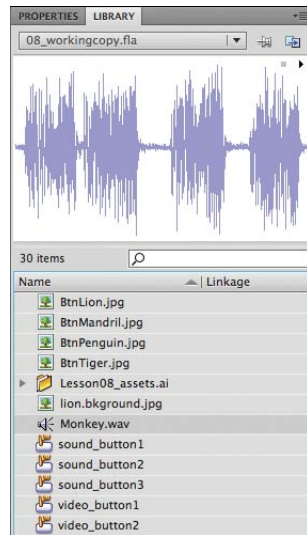 PROPERTIES LIBRARY
08_workingcopy.fla
30 items
Name Linkage
BtnLion.jpg
BtnMandril.jpg
BtnPenguin.jpg
BtnTiger.jpg
Lesson08_assets.ai
lion.bkground.jpg
Monkey.wav
sound_button1
sound_button2
sound_button3
video_button1
video_button2